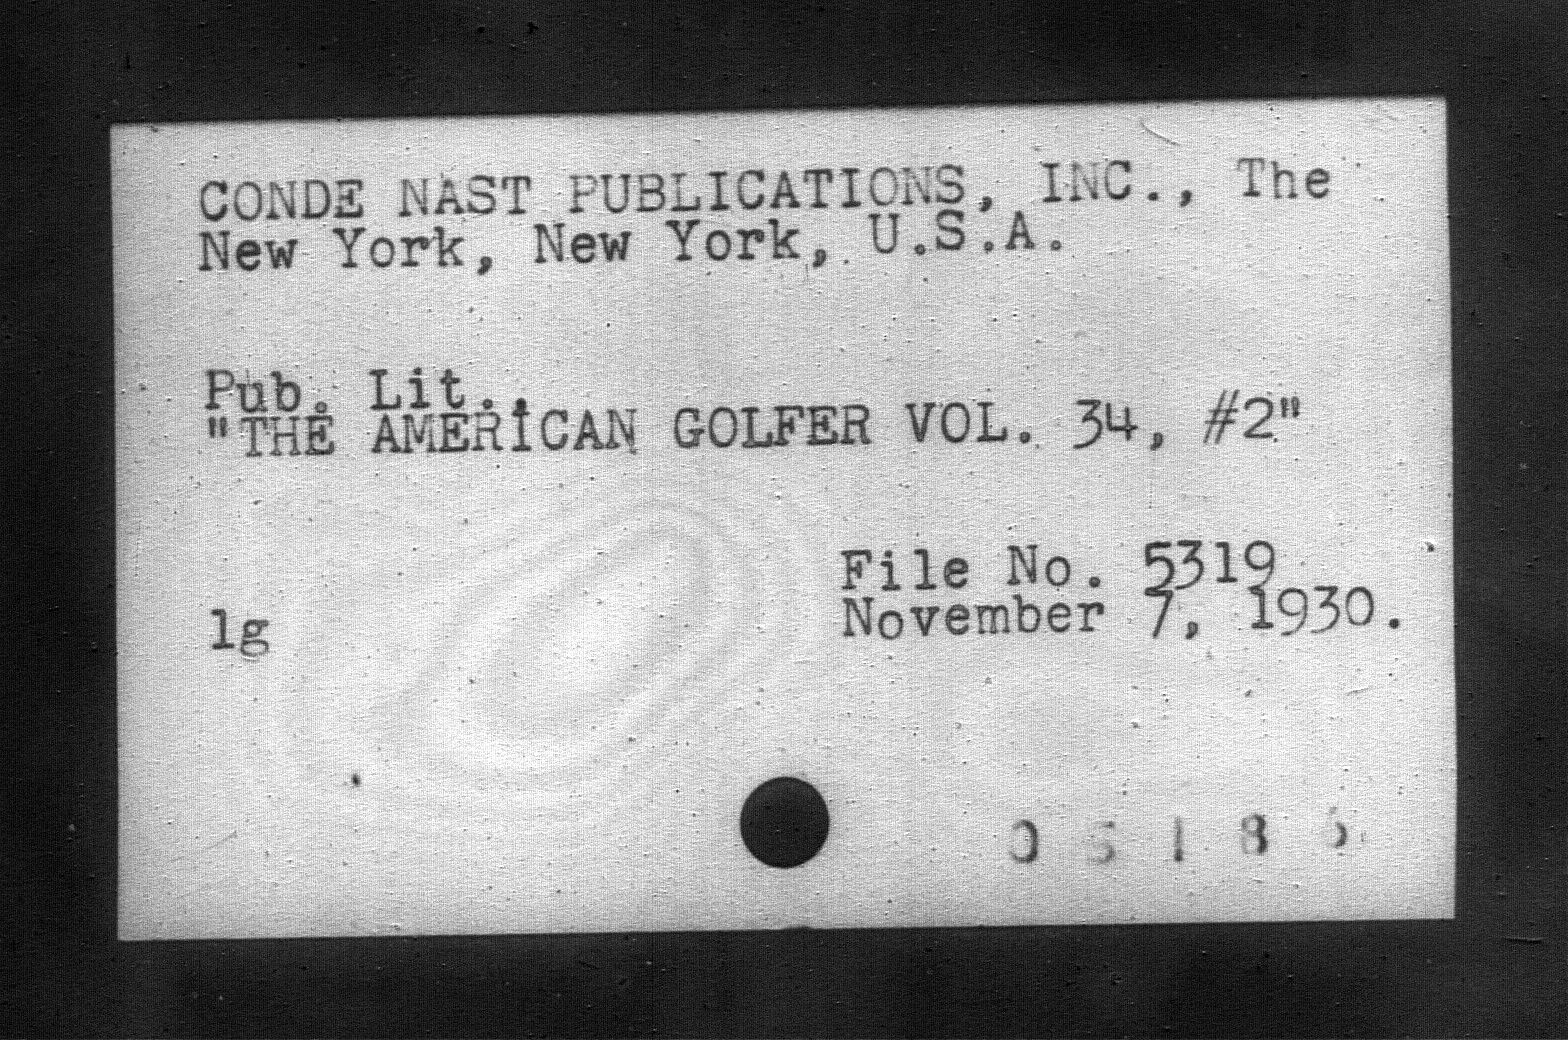 CONDE NAST PUBLICATIONS, INC., The
New York, New York, U.S.A.
Pub. Lit..
"THE AMERICAN GOLFER VOL. 34, #2"
File No. 5319
lg
November 7, 1930.